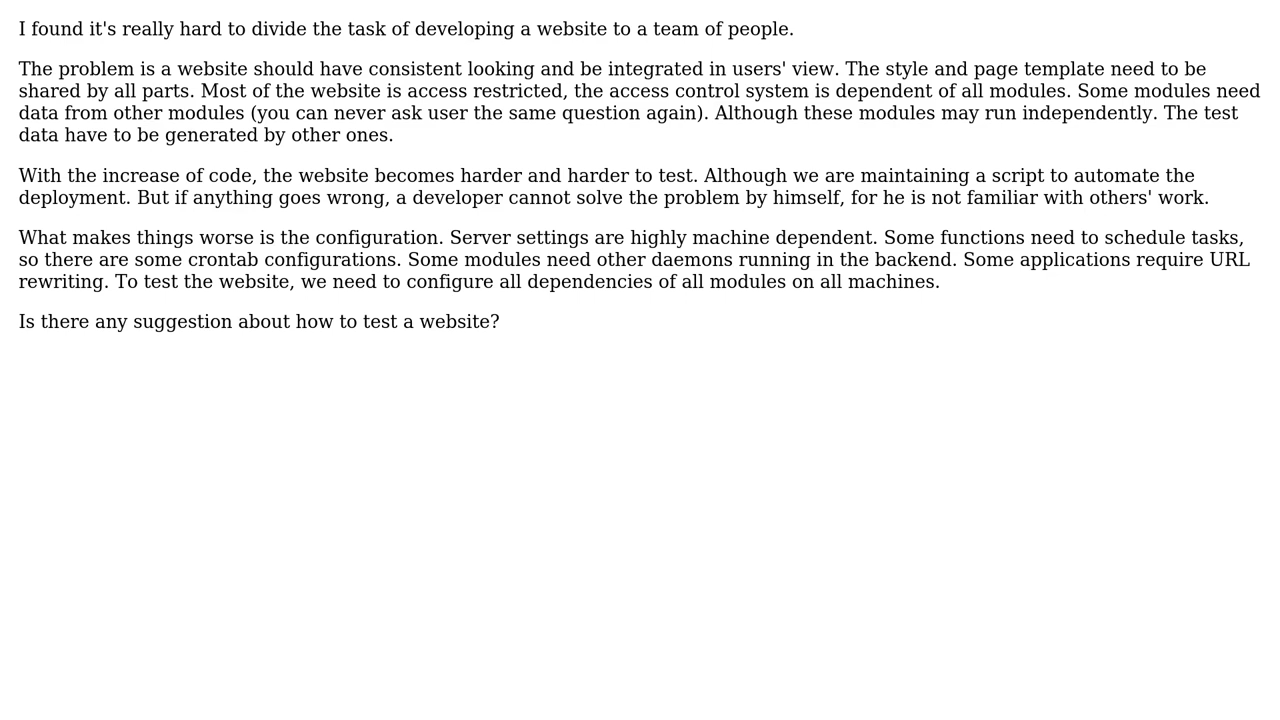 I found it's really hard to divide the task of developing a website to a team of people.
The problem is a website should have consistent looking and be integrated in users' view. The style and page template need to be
shared by all parts. Most of the website is access restricted, the access control system is dependent of all modules. Some modules need
data from other modules (you can never ask user the same question again). Although these modules may run independently. The test
data have to be generated by other ones.
With the increase of code, the website becomes harder and harder to test. Although we are maintaining a script to automate the
deployment. But if anything goes wrong, a developer cannot solve the problem by himself, for he is not familiar with others' work.
What makes things worse is the configuration. Server settings are highly machine dependent. Some functions need to schedule tasks,
so there are some crontab configurations. Some modules need other daemons running in the backend. Some applications require URL
rewriting. To test the website, we need to configure all dependencies of all modules on all machines.
Is there any suggestion about how to test a website?